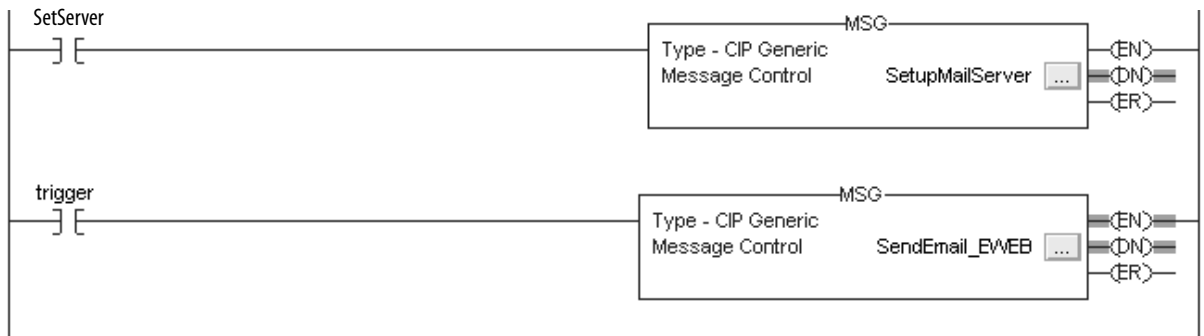 SetServer
MSG
Type - CIP Generic
Message Control SetupMailServer ...
EN
DN
ER
trigger
MSG
Type - CIP Generic
Message Control SendEmail_EWEB ...
EN
DN
ER